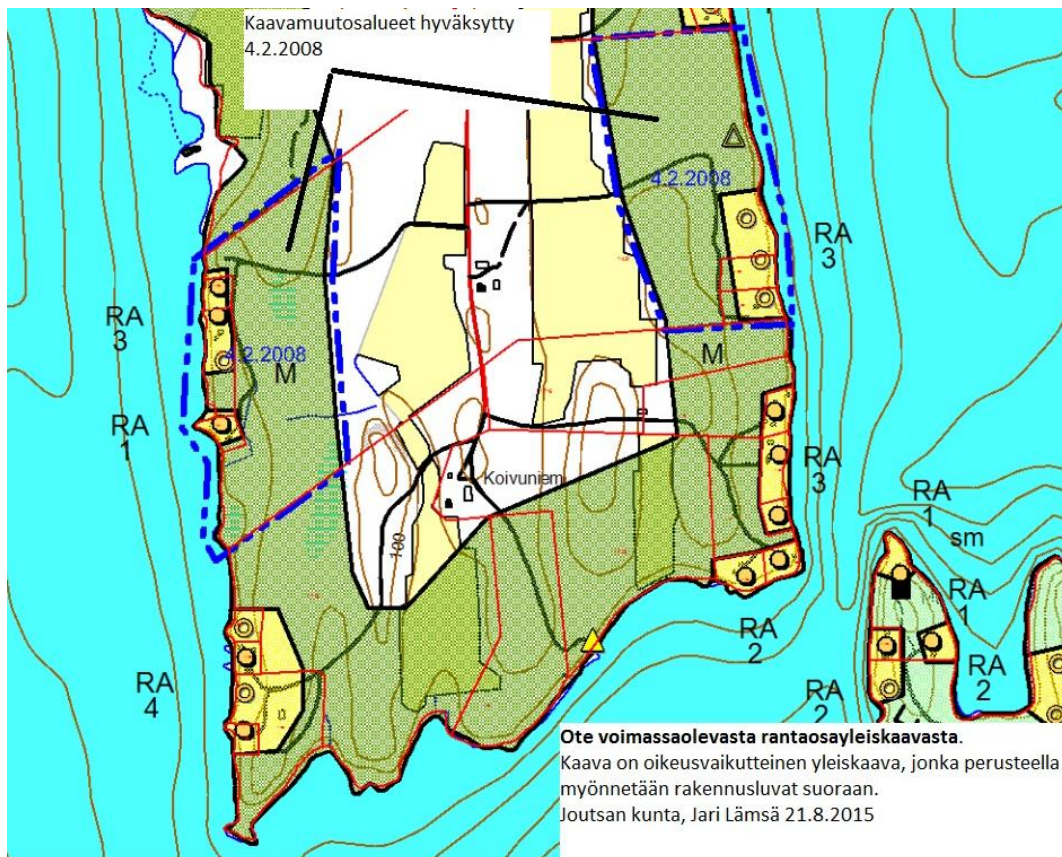 Kaavamuutosalueet hyväksytty
4.2.2008
4.2.2008
RA
3
RA
3
4.2.2008
M
M
RA
1
RA
3
Koivuniem
100
RA
1
sm
RA
1
RA
2
RA
2
RA
4
RA
2
Ote voimassaolevasta rantaosayleiskaavasta.
Kaava on oikeusvaikutteinen yleiskaava, jonka perusteella
myönnetään rakennusluvat suoraan.
Joutsan kunta, Jari Lämsä 21.8.2015